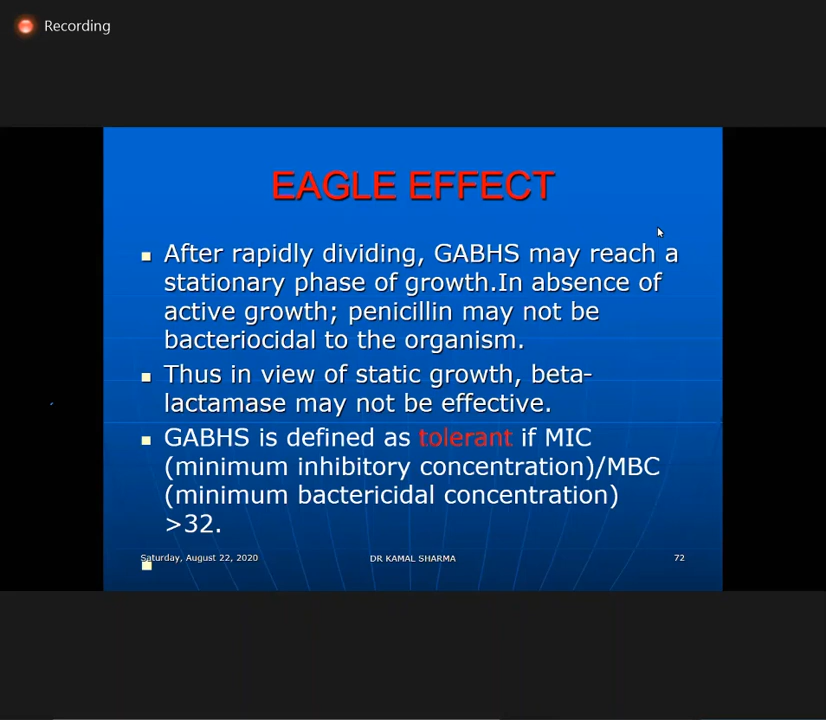 Recording
EAGLE EFFECT
After rapidly dividing, GABHS may reach a
stationary phase of growth.In absence of
active growth; penicillin may not be
bacteriocidal to the organism.
Thus in view of static growth, beta-
lactamase may not be effective.
GABHS is defined as tolerant if MIC
(minimum inhibitory concentration)/MBC
(minimum bactericidal concentration)
>32.
Saturday, August 22, 2020 DR KAMAL SHARMA 72